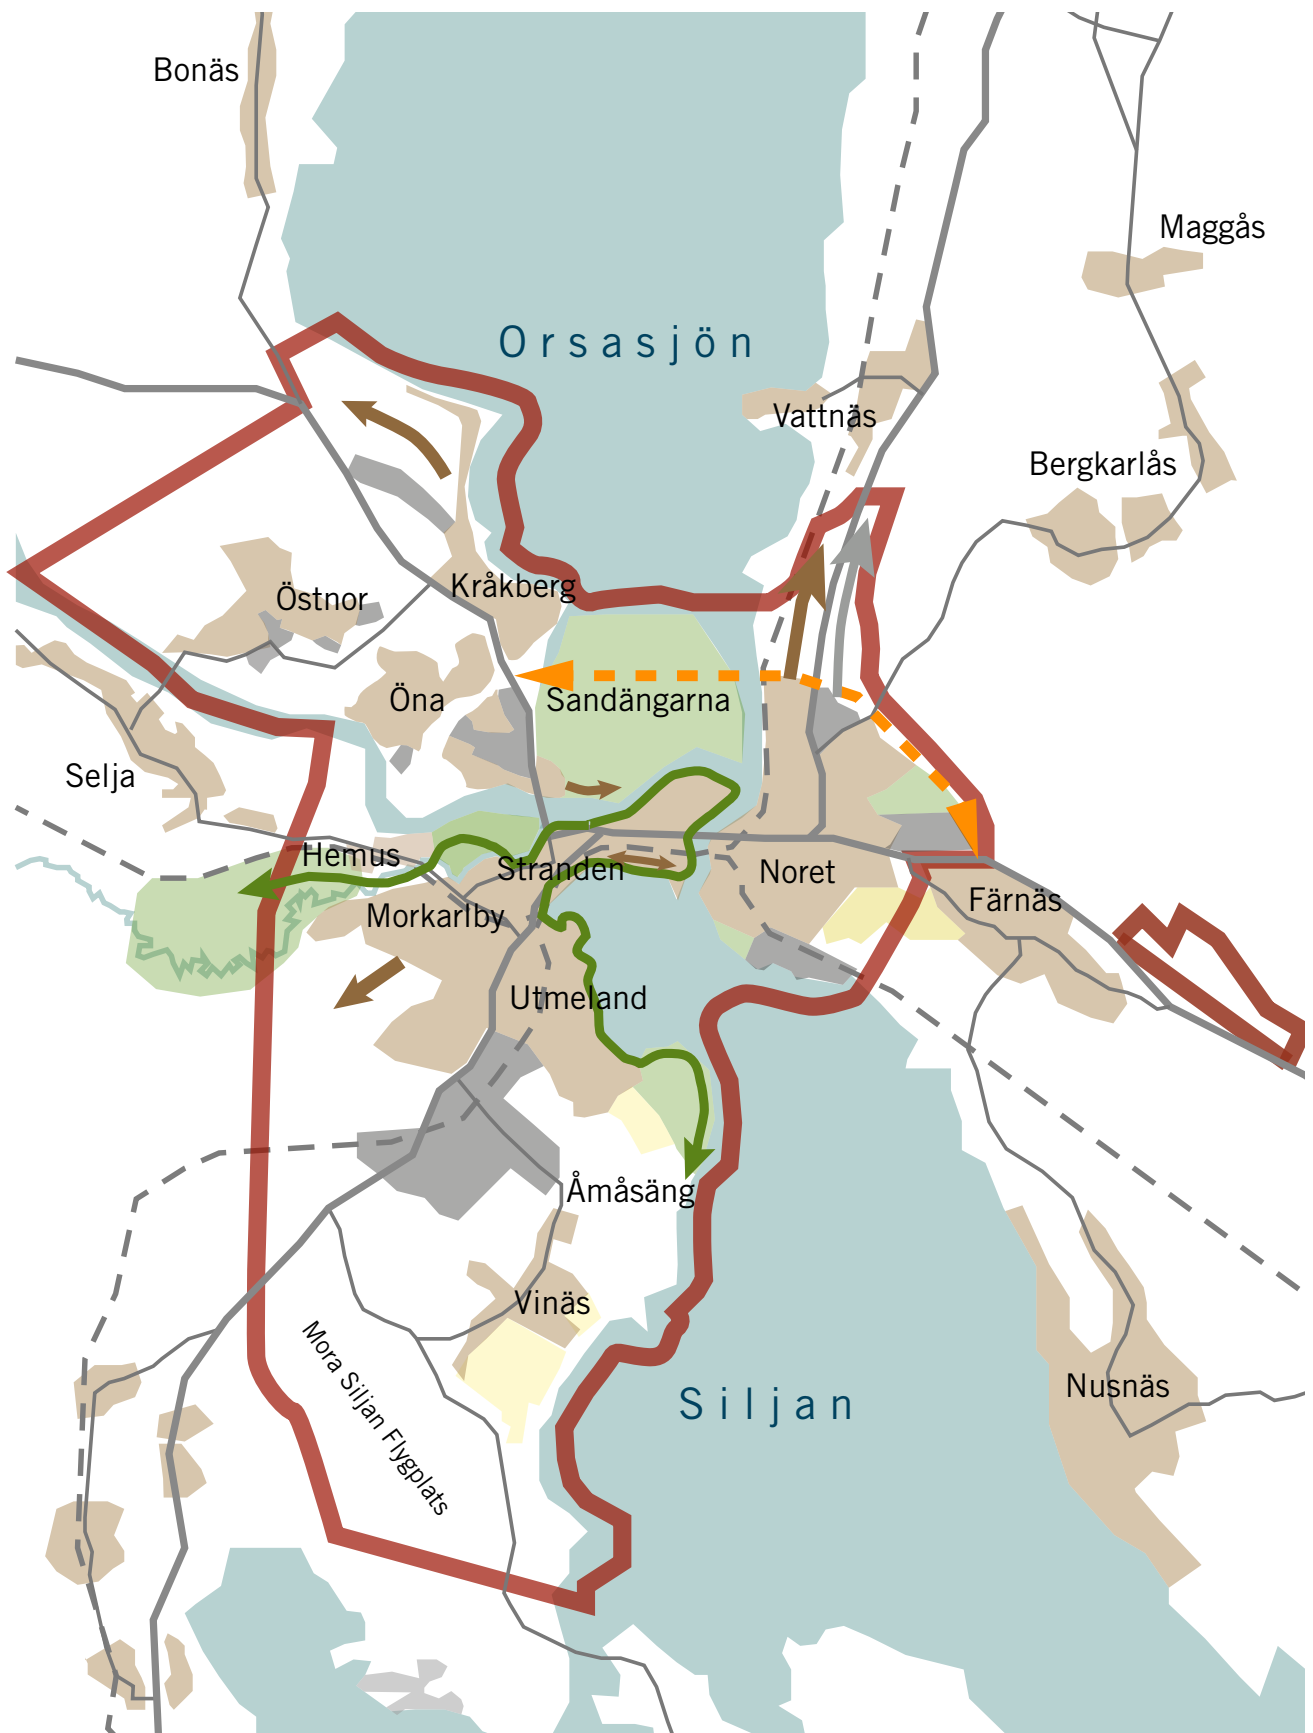 Bonäs
Maggås
Orsasjön
Vattnäs
Bergkarlås
Kråkberg
Östnor
Öna
Sandängarna
Selja
Hemus
Stranden
Noret
Färnäs
Morkarlby
Utmeland
Åmåsäng
Vinäs
Mora Siljan Flygplats
Siljan
Nusnäs